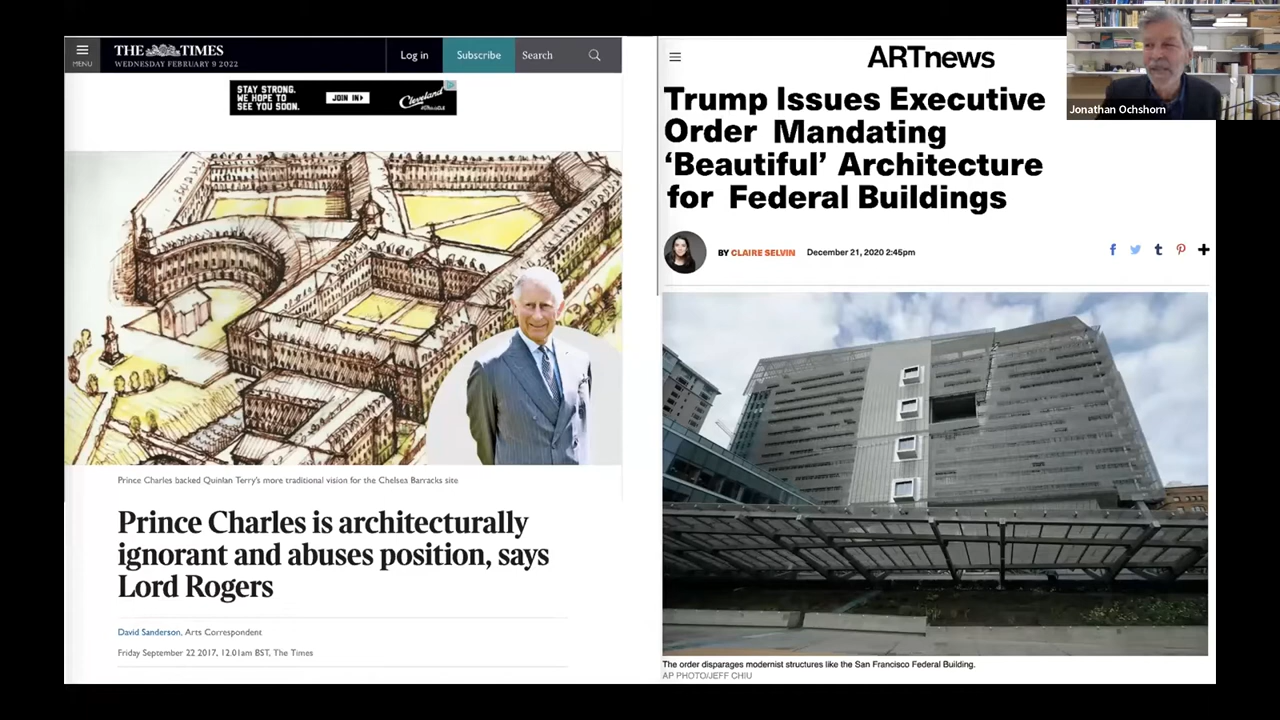 THE TIMES
WEDNESDAY FEBRUARY 9 2022
MENU
Log in
Subscribe
Search
STAY STRONG.
WE HOPE TO
SEE YOU SOON.
JOIN IN
Cleveland
Prince Charles backed Quinlan Terry's more traditional vision for the Chelsea Barracks site
Prince Charles is architecturally
ignorant and abuses position, says
Lord Rogers
David Sanderson, Arts Correspondent
Friday September 22 2017, 12.01am BST, The Times
ARTnews
Trump Issues Executive
Order Mandating
‘Beautiful’ Architecture
for Federal Buildings
BY CLAIRE SELVIN December 21, 2020 2:45pm
The order disparages modernist structures like the San Francisco Federal Building.
AP PHOTO/JEFF CHIU
Jonathan Ochshorn